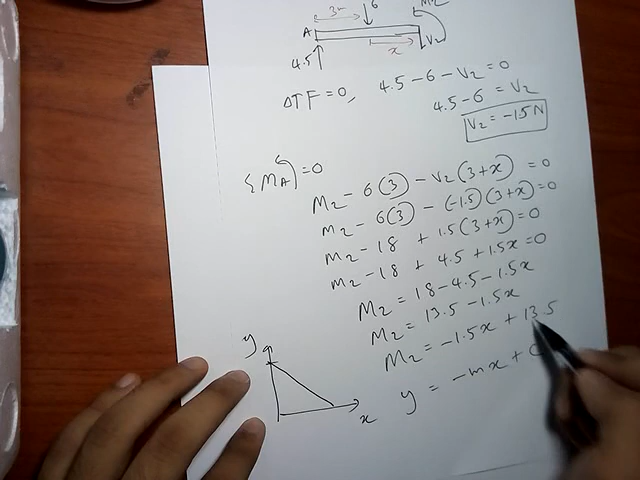 3 6 M2
A x V2
4.5
ΔTF=0, 4.5-6-V2=0
4.5-6=V2
V2=-1.5N
ΣMA)=0
M2-6(3)-V2(3+x)=0
M2-6(3)-(-1.5)(3+x)=0
M2-18+1.5(3+x)=0
M2-18+4.5+1.5x=0
M2=18-4.5-1.5x
M2=13.5-1.5x
M2=-1.5x+13.5
y=-mx+
y
x